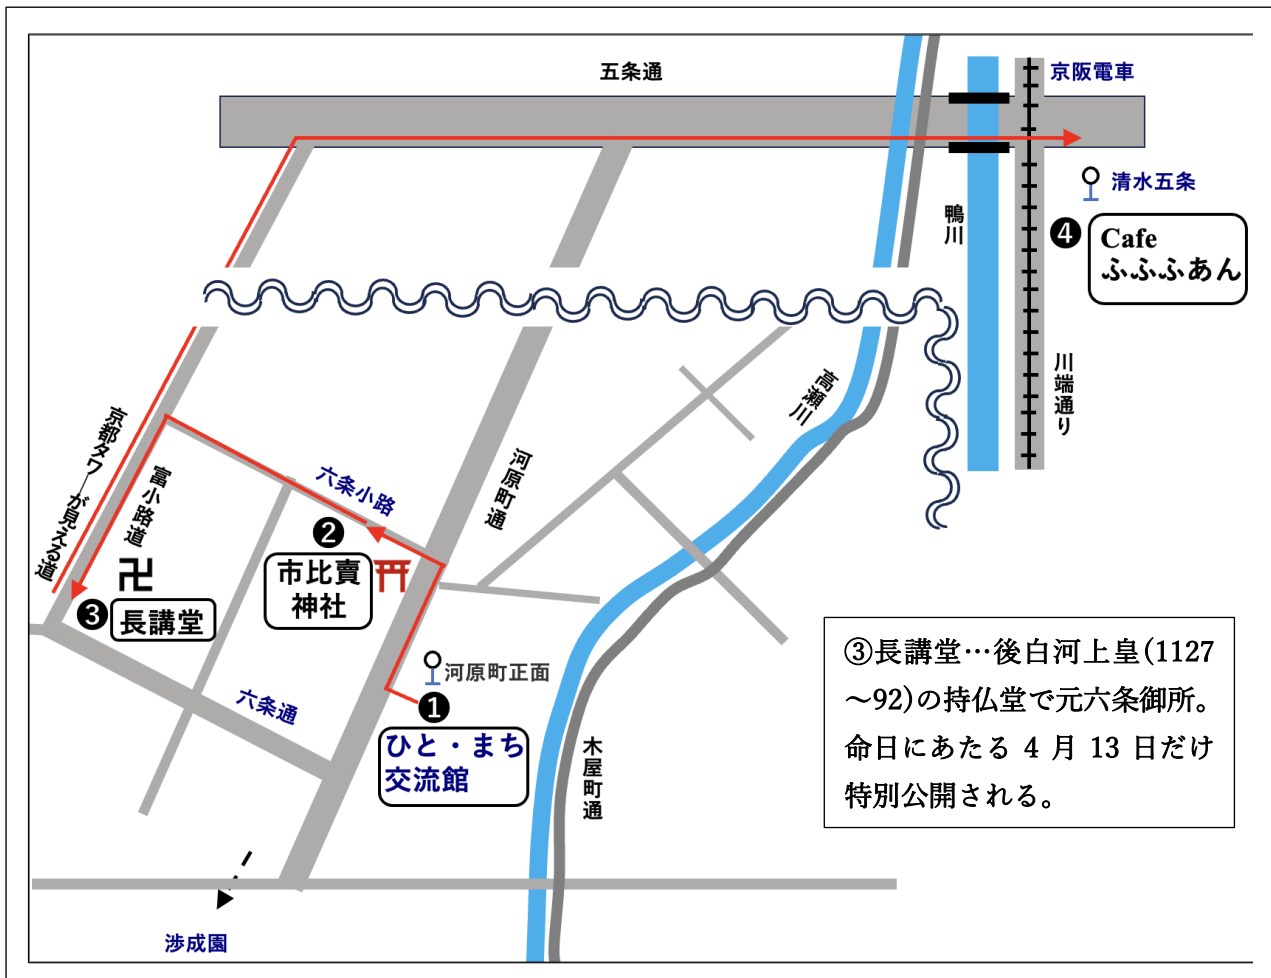 五条通
京阪電車
清水五条
鴨川
❹
Cafe
ふふふあん
川端通り
高瀬川
河原町通
京都タワーが見える道
富小路道
六条小路
❷
市比賣
神社
卍
❸
長講堂
河原町正面
❶
ひと・まち
交流館
六条通
木屋町通
渉成園
③長講堂…後白河上皇(1127
～92)の持仏堂で元六条御所。
命日にあたる 4 月 13 日だけ
特別公開される。